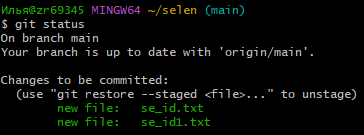 Илья@zr69345 MINGW64 ~/selen (main)
$ git status
On branch main
Your branch is up to date with 'origin/main'.

Changes to be committed:
  (use "git restore --staged <file>..." to unstage)
        new file:   se_id.txt
        new file:   se_id1.txt